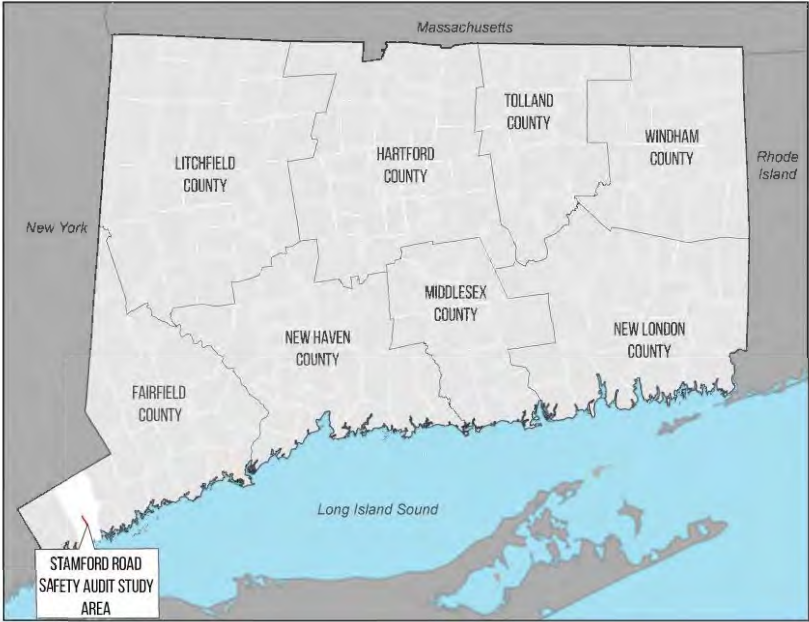 Massachusetts
TOLLAND
COUNTY
WINDHAM
COUNTY
HARTFORD
COUNTY
LITCHFIELD
COUNTY
Rhode
Island
New York
MIDDLESEX
COUNTY
NEW HAVEN
COUNTY
NEW LONDON
COUNTY
FAIRFIELD
COUNTY
Long Island Sound
STAMFORD ROAD
SAFETY AUDIT STUDY
AREA